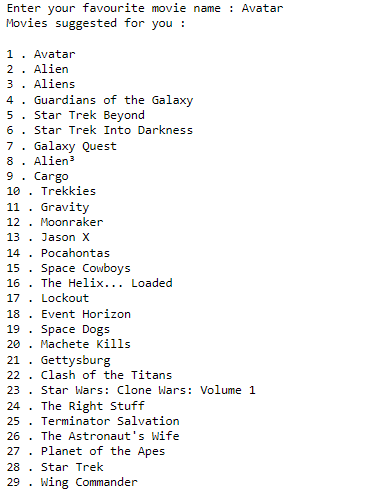 Enter your favourite movie name : Avatar
Movies suggested for you :
1 . Avatar
2 . Alien
3 . Aliens
4 . Guardians of the Galaxy
5 . Star Trek Beyond
6 . Star Trek Into Darkness
7 . Galaxy Quest
8 . Alien³
9 . Cargo
10 . Trekkies
11 . Gravity
12 . Moonraker
13 . Jason X
14 . Pocahontas
15 . Space Cowboys
16 . The Helix... Loaded
17 . Lockout
18 . Event Horizon
19 . Space Dogs
20 . Machete Kills
21 . Gettysburg
22 . Clash of the Titans
23 . Star Wars: Clone Wars: Volume 1
24 . The Right Stuff
25 . Terminator Salvation
26 . The Astronaut's Wife
27 . Planet of the Apes
28 . Star Trek
29 . Wing Commander